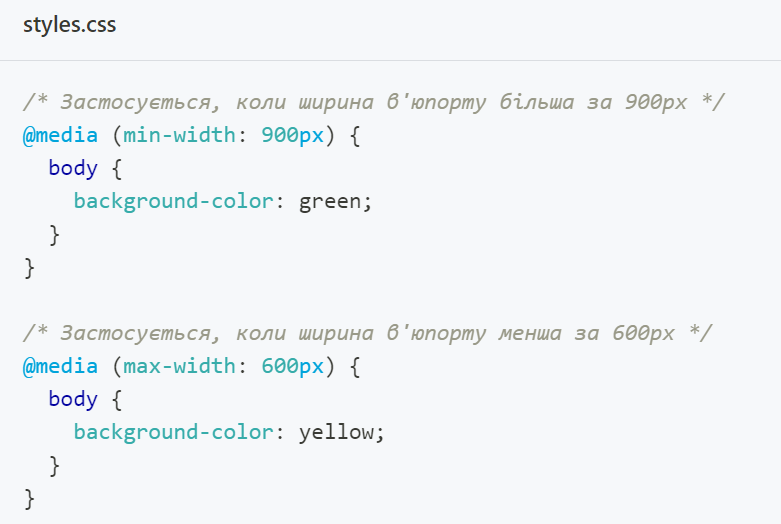 styles.css
/* Застосується, коли ширина в'юпорту більша за 900px */
@media (min-width: 900px) {
  body {
    background-color: green;
  }
}
/* Застосується, коли ширина в'юпорту менша за 600px */
@media (max-width: 600px) {
  body {
    background-color: yellow;
  }
}